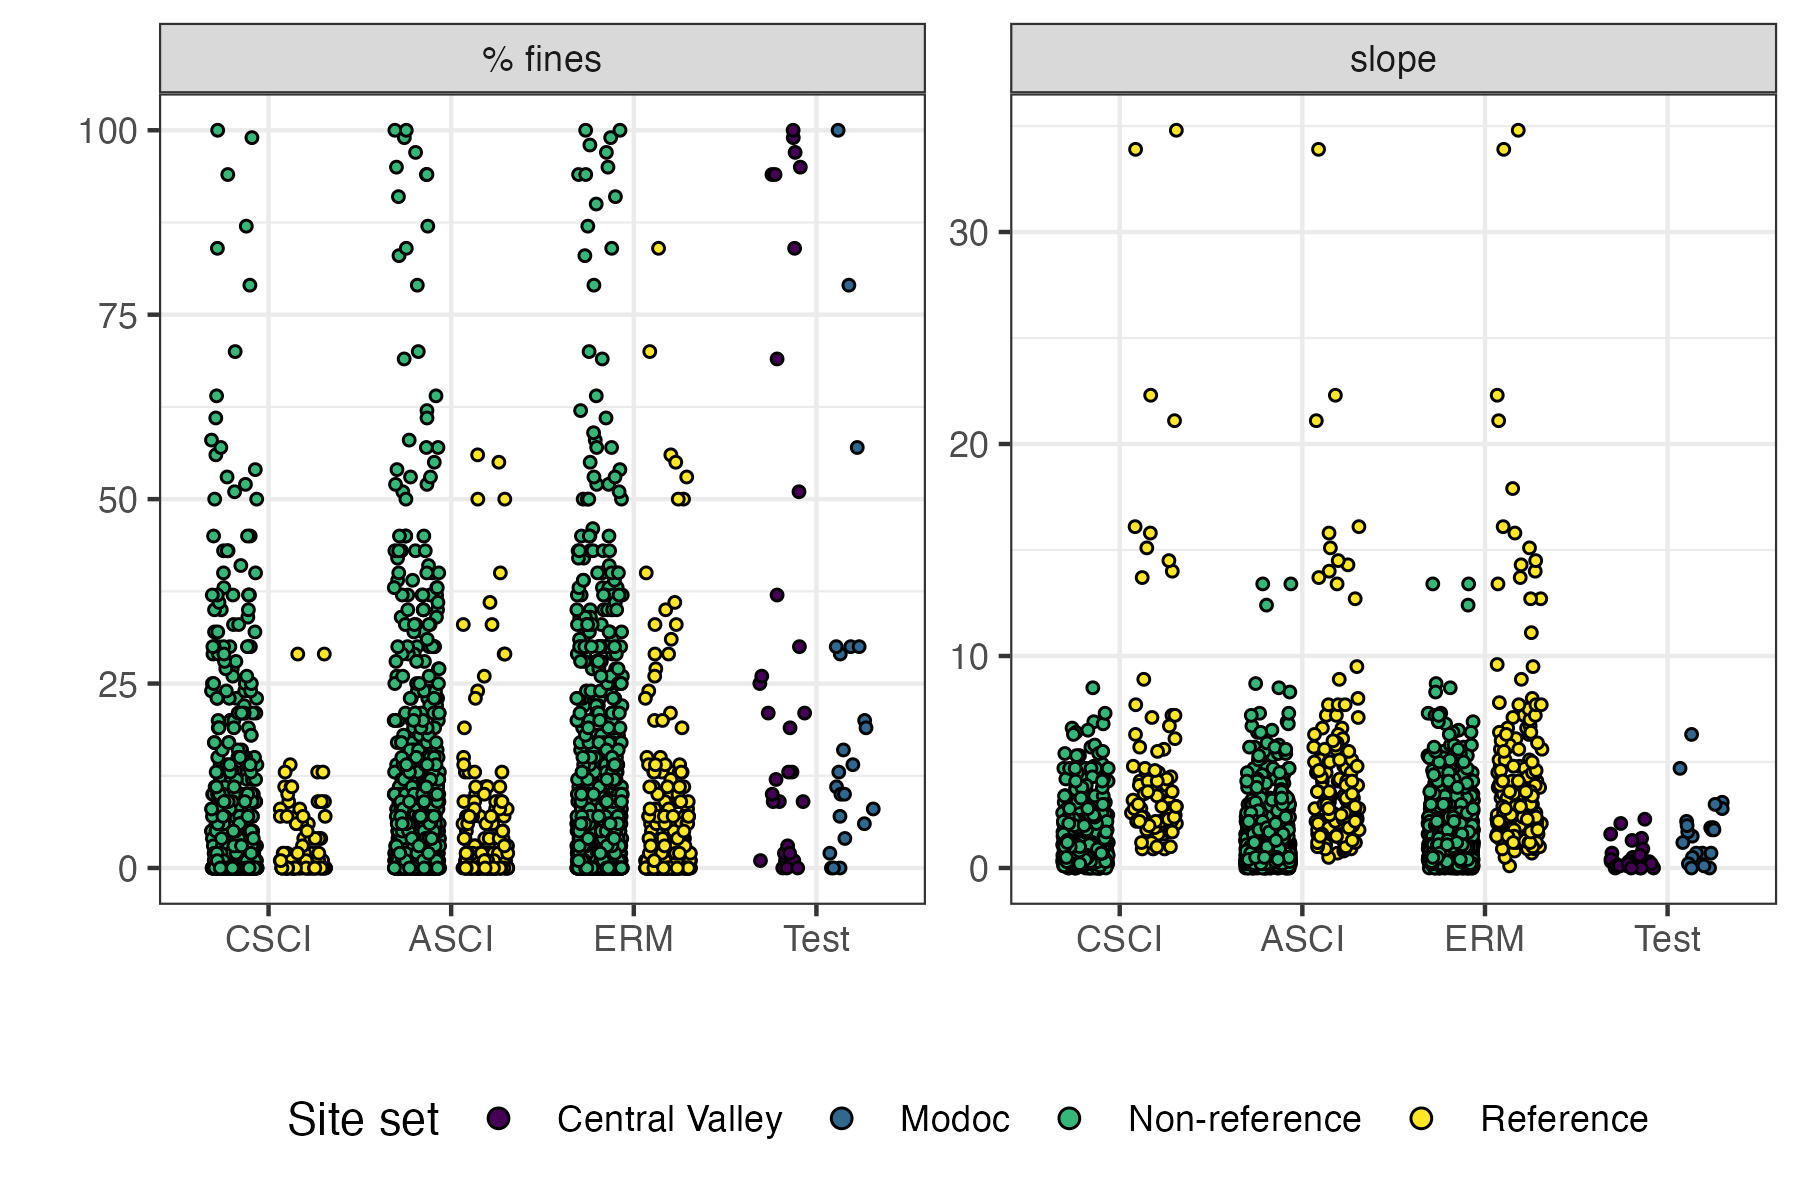 % fines
slope
100
75
50
25
0
30
20
10
0
CSCI ASCI ERM Test
CSCI ASCI ERM Test
Site set Central Valley Modoc Non-reference Reference